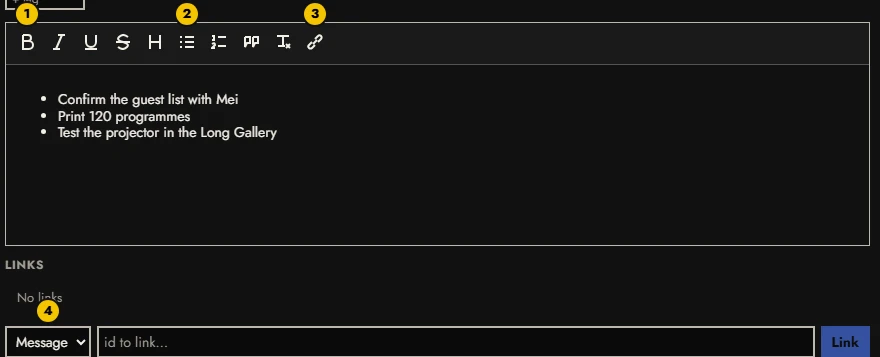 1 2 3
B I U S H
Confirm the guest list with Mei
Print 120 programmes
Test the projector in the Long Gallery
LINKS
No links
4
Message id to link... Link